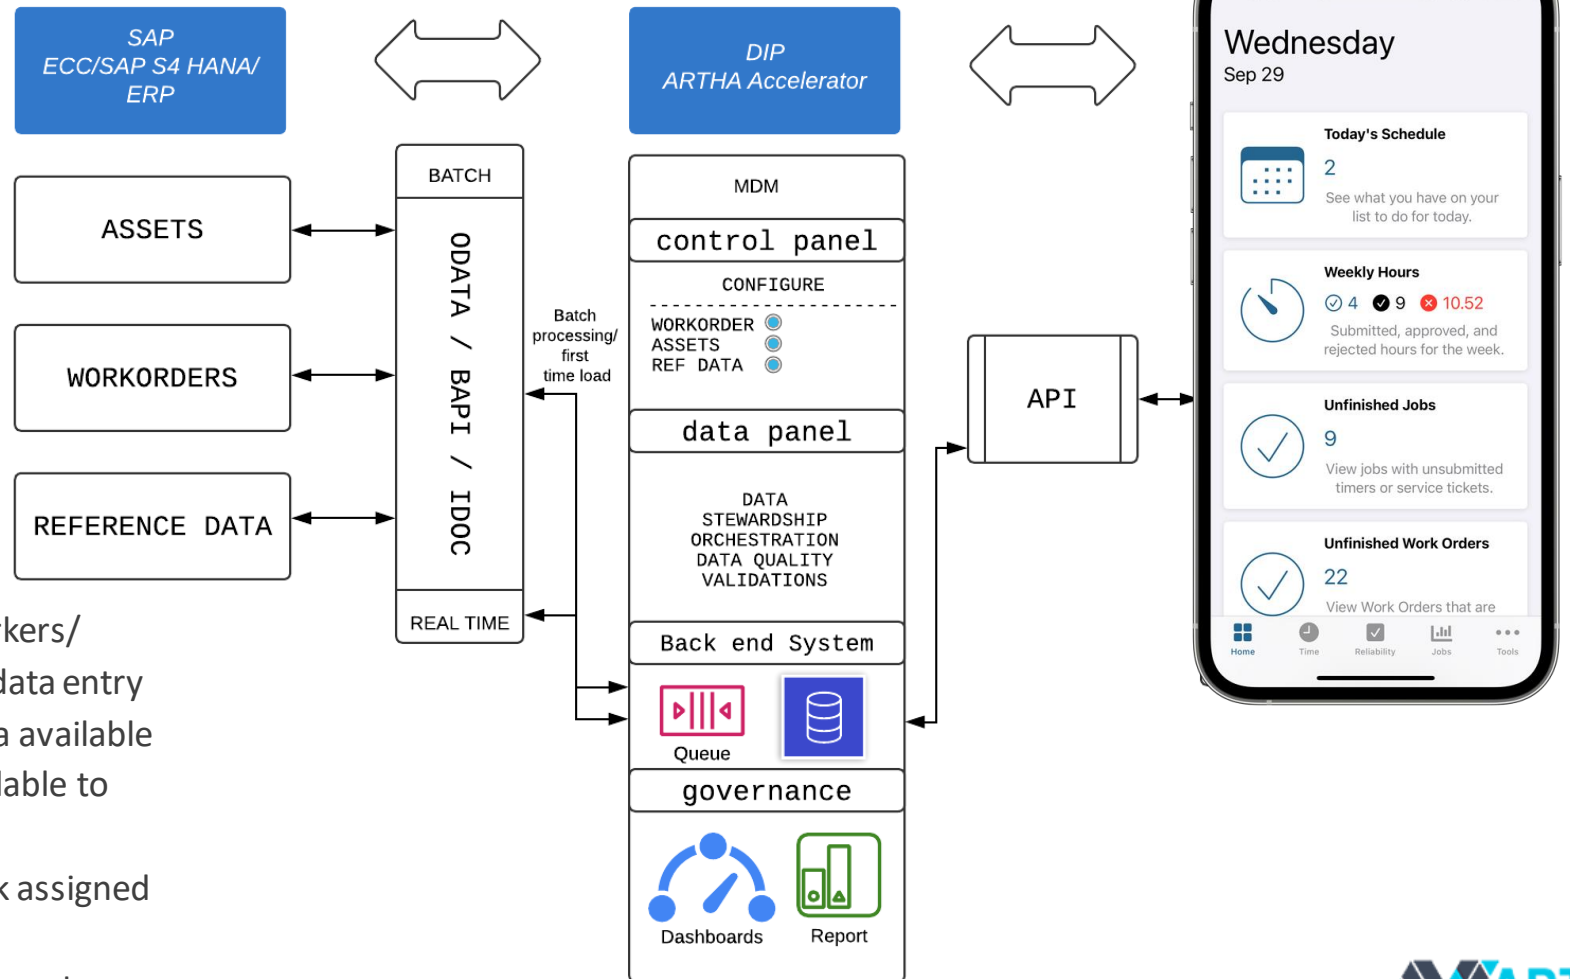 SAP
ECC/SAP S4 HANA/
ERP
DIP
ARTHA Accelerator
ASSETS
WORKORDERS
REFERENCE DATA
BATCH
ODATA / BAPI / IDOC
REAL TIME
Batch
processing/
first
time load
MDM
control panel
CONFIGURE
WORKORDER
ASSETS
REF DATA
data panel
DATA
STEWARDSHIP
ORCHESTRATION
DATA QUALITY
VALIDATIONS
Back end System
Queue
governance
Dashboards
Report
API
Wednesday
Sep 29
Today's Schedule
2
See what you have on your
list to do for today.
Weekly Hours
4 9 10.52
Submitted, approved, and
rejected hours for the week.
Unfinished Jobs
9
View jobs with unsubmitted
timers or service tickets.
Unfinished Work Orders
22
View Work Orders that are
Home Time Reliability Jobs Tools
rkers/
data entry
a available
lable to
k assigned